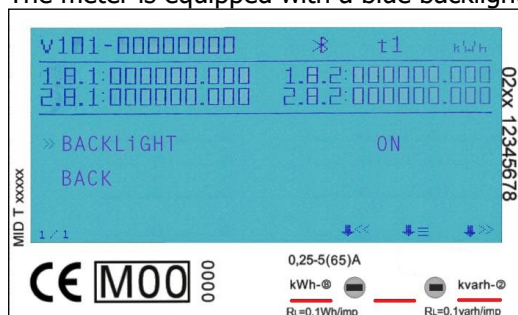 The meter is equipped with a blue backlight
V101-00000000 t1 kWh
1.8.1:000000.000 1.8.2:000000.000
2.8.1:000000.000 2.8.2:000000.000
» BACKLiGHT ON
BACK
1/1 << ≡ >>
02xx 12345678
MID T xxxxx
CE M00 0000
0,25-5(65)A
kWh-⑧ kvarh-②
RL=0.1Wh/imp RL=0.1varh/imp